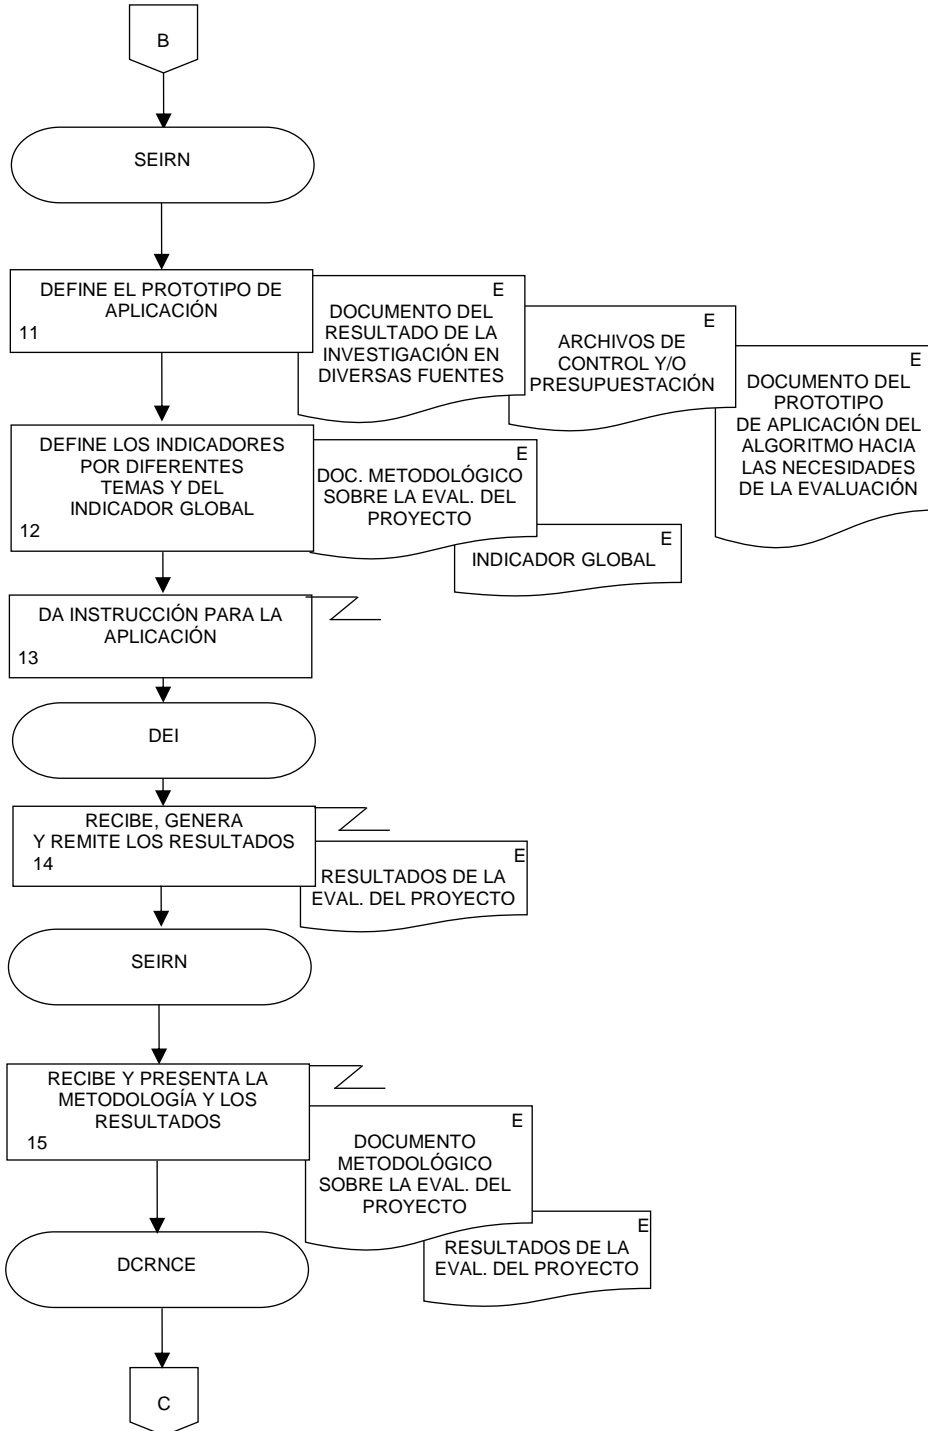 B
SEIRN
DEFINE EL PROTOTIPO DE
APLICACIÓN
11
E
DOCUMENTO DEL
RESULTADO DE LA
INVESTIGACIÓN EN
DIVERSAS FUENTES
E
ARCHIVOS DE
CONTROL Y/O
PRESUPUESTACIÓN
E
DOCUMENTO DEL
PROTOTIPO
DE APLICACIÓN DEL
ALGORITMO HACIA
LAS NECESIDADES
DE LA EVALUACIÓN
DEFINE LOS INDICADORES
POR DIFERENTES
TEMAS Y DEL
INDICADOR GLOBAL
12
E
DOC. METODOLÓGICO
SOBRE LA EVAL. DEL
PROYECTO
E
INDICADOR GLOBAL
DA INSTRUCCIÓN PARA LA
APLICACIÓN
13
DEI
RECIBE, GENERA
Y REMITE LOS RESULTADOS
14
E
RESULTADOS DE LA
EVAL. DEL PROYECTO
SEIRN
RECIBE Y PRESENTA LA
METODOLOGÍA Y LOS
RESULTADOS
15
E
DOCUMENTO
METODOLÓGICO
SOBRE LA EVAL. DEL
PROYECTO
E
RESULTADOS DE LA
EVAL. DEL PROYECTO
DCRNCE
C